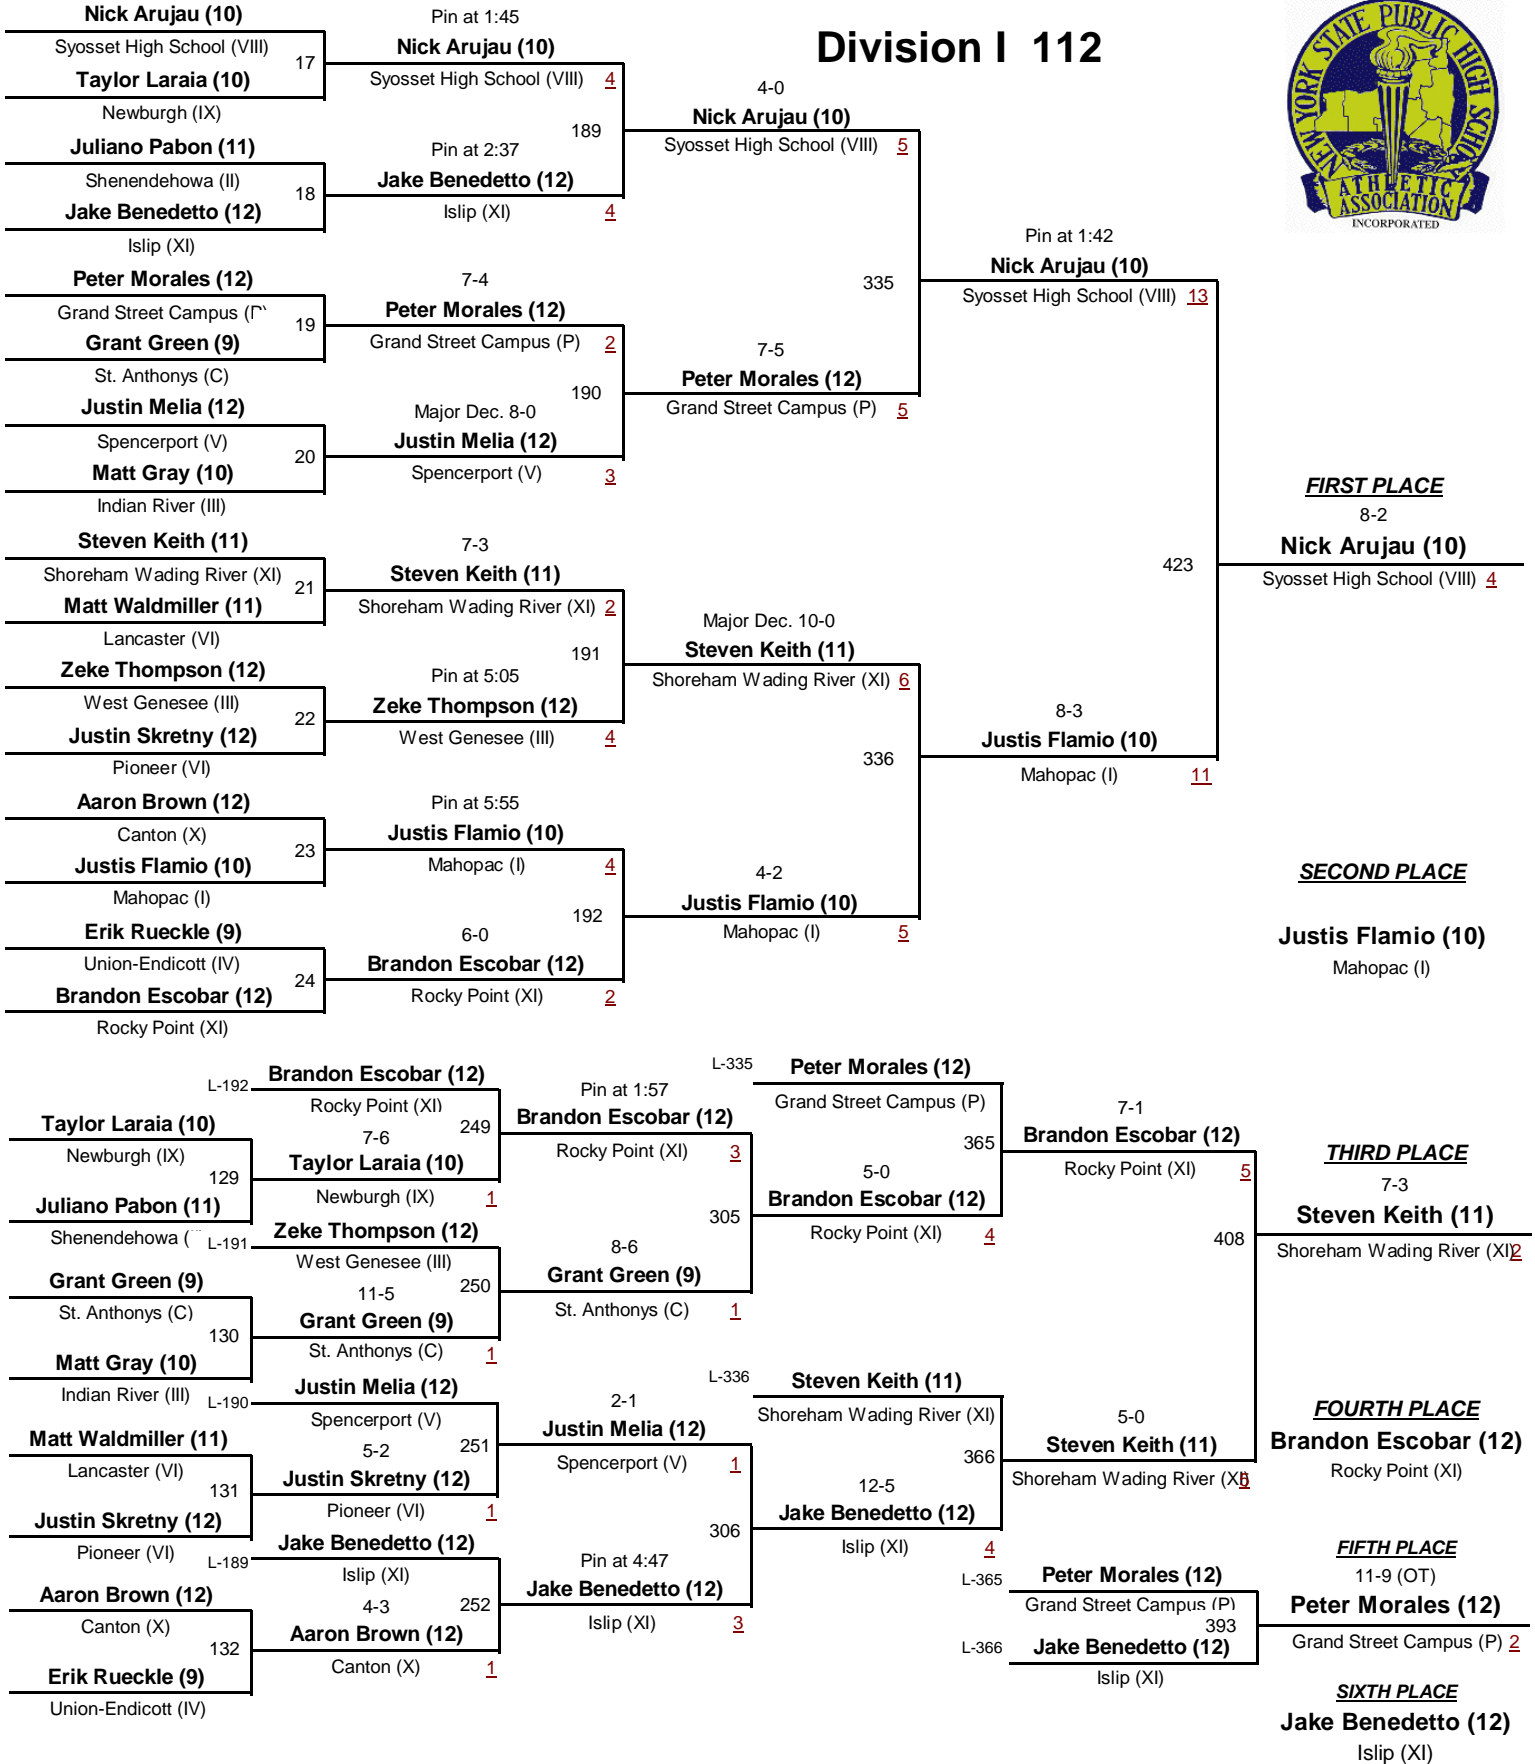 Division I 112
NEW YORK STATE PUBLIC HIGH SCHOOL
ATHLETIC
ASSOCIATION
INCORPORATED
Nick Arujau (10)
Syosset High School (VIII)
17
Taylor Laraia (10)
Newburgh (IX)
Juliano Pabon (11)
Shenendehowa (II)
18
Jake Benedetto (12)
Islip (XI)
Peter Morales (12)
Grand Street Campus (
19
Grant Green (9)
St. Anthonys (C)
Justin Melia (12)
Spencerport (V)
20
Matt Gray (10)
Indian River (III)
Steven Keith (11)
Shoreham Wading River (XI)
21
Matt Waldmiller (11)
Lancaster (VI)
Zeke Thompson (12)
West Genesee (III)
22
Justin Skretny (12)
Pioneer (VI)
Aaron Brown (12)
Canton (X)
23
Justis Flamio (10)
Mahopac (I)
Erik Rueckle (9)
Union-Endicott (IV)
24
Brandon Escobar (12)
Rocky Point (XI)
Pin at 1:45
Nick Arujau (10)
Syosset High School (VIII) 4
189
Pin at 2:37
Jake Benedetto (12)
Islip (XI) 4
7-4
Peter Morales (12)
Grand Street Campus (P) 2
190
Major Dec. 8-0
Justin Melia (12)
Spencerport (V) 3
7-3
Steven Keith (11)
Shoreham Wading River (XI) 2
191
Pin at 5:05
Zeke Thompson (12)
West Genesee (III) 4
Pin at 5:55
Justis Flamio (10)
Mahopac (I) 4
192
6-0
Brandon Escobar (12)
Rocky Point (XI) 2
4-0
Nick Arujau (10)
Syosset High School (VIII) 5
335
7-5
Peter Morales (12)
Grand Street Campus (P) 5
Major Dec. 10-0
Steven Keith (11)
Shoreham Wading River (XI) 6
336
4-2
Justis Flamio (10)
Mahopac (I) 5
Pin at 1:42
Nick Arujau (10)
Syosset High School (VIII) 13
423
8-3
Justis Flamio (10)
Mahopac (I) 11
FIRST PLACE
8-2
Nick Arujau (10)
Syosset High School (VIII) 4
SECOND PLACE
Justis Flamio (10)
Mahopac (I)
Taylor Laraia (10)
Newburgh (IX)
129
Juliano Pabon (11)
Shenendehowa (
Grant Green (9)
St. Anthonys (C)
130
Matt Gray (10)
Indian River (III)
Matt Waldmiller (11)
Lancaster (VI)
131
Justin Skretny (12)
Pioneer (VI)
Aaron Brown (12)
Canton (X)
132
Erik Rueckle (9)
Union-Endicott (IV)
L-192 Brandon Escobar (12)
Rocky Point (XI)
249
7-6
Taylor Laraia (10)
Newburgh (IX) 1
L-191 Zeke Thompson (12)
West Genesee (III)
250
11-5
Grant Green (9)
St. Anthonys (C) 1
L-190 Justin Melia (12)
Spencerport (V)
251
5-2
Justin Skretny (12)
Pioneer (VI) 1
L-189 Jake Benedetto (12)
Islip (XI)
252
4-3
Aaron Brown (12)
Canton (X) 1
Pin at 1:57
Brandon Escobar (12)
Rocky Point (XI) 3
305
8-6
Grant Green (9)
St. Anthonys (C) 1
2-1
Justin Melia (12)
Spencerport (V) 1
306
Pin at 4:47
Jake Benedetto (12)
Islip (XI) 3
L-335 Peter Morales (12)
Grand Street Campus (P)
365
5-0
Brandon Escobar (12)
Rocky Point (XI) 4
L-336 Steven Keith (11)
Shoreham Wading River (XI)
366
12-5
Jake Benedetto (12)
Islip (XI) 4
7-1
Brandon Escobar (12)
Rocky Point (XI) 5
408
5-0
Steven Keith (11)
Shoreham Wading River (XI) 5
L-365 Peter Morales (12)
Grand Street Campus (P)
393
L-366 Jake Benedetto (12)
Islip (XI)
THIRD PLACE
7-3
Steven Keith (11)
Shoreham Wading River (XI) 2
FOURTH PLACE
Brandon Escobar (12)
Rocky Point (XI)
FIFTH PLACE
11-9 (OT)
Peter Morales (12)
Grand Street Campus (P) 2
SIXTH PLACE
Jake Benedetto (12)
Islip (XI)